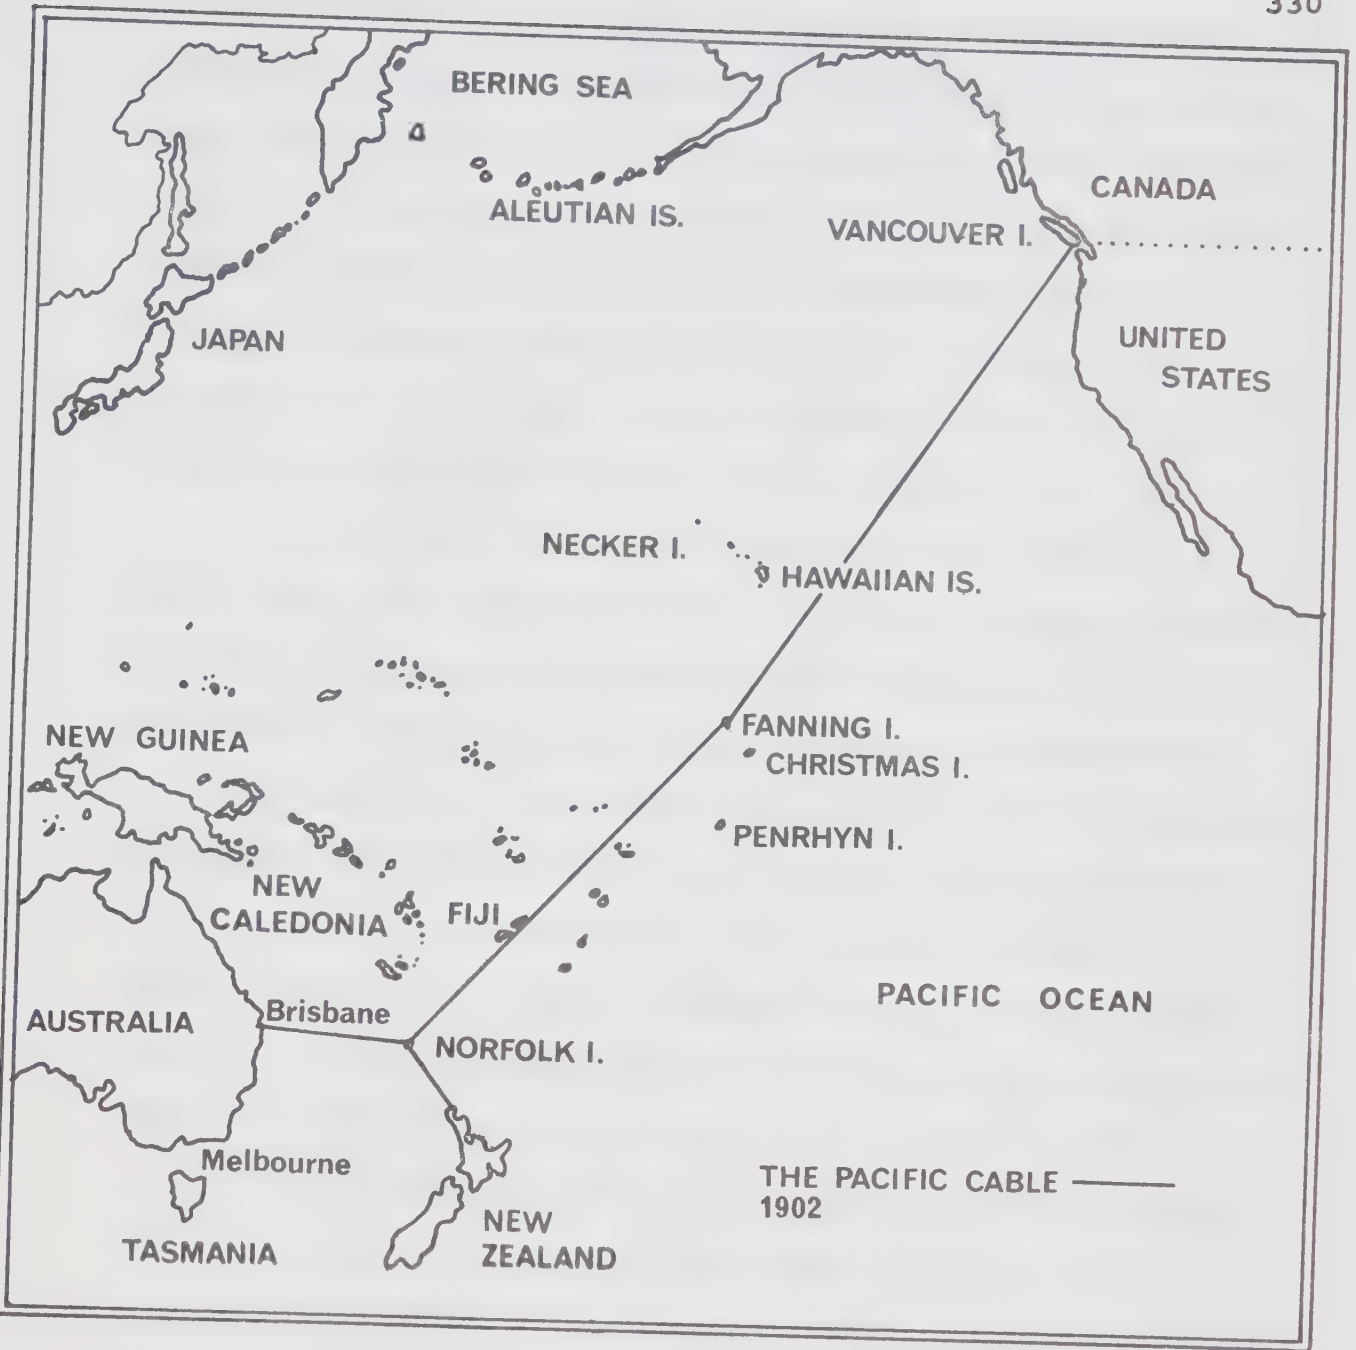 330
BERING SEA
CANADA
ALEUTIAN IS.
VANCOUVER I.
JAPAN
UNITED
STATES
NECKER I.
HAWAIIAN IS.
FANNING I.
NEW GUINEA
CHRISTMAS I.
PENRHYN I.
NEW
CALEDONIA
FIJI
PACIFIC OCEAN
Brisbane
AUSTRALIA
NORFOLK I.
Melbourne
THE PACIFIC CABLE
1902
NEW
ZEALAND
TASMANIA